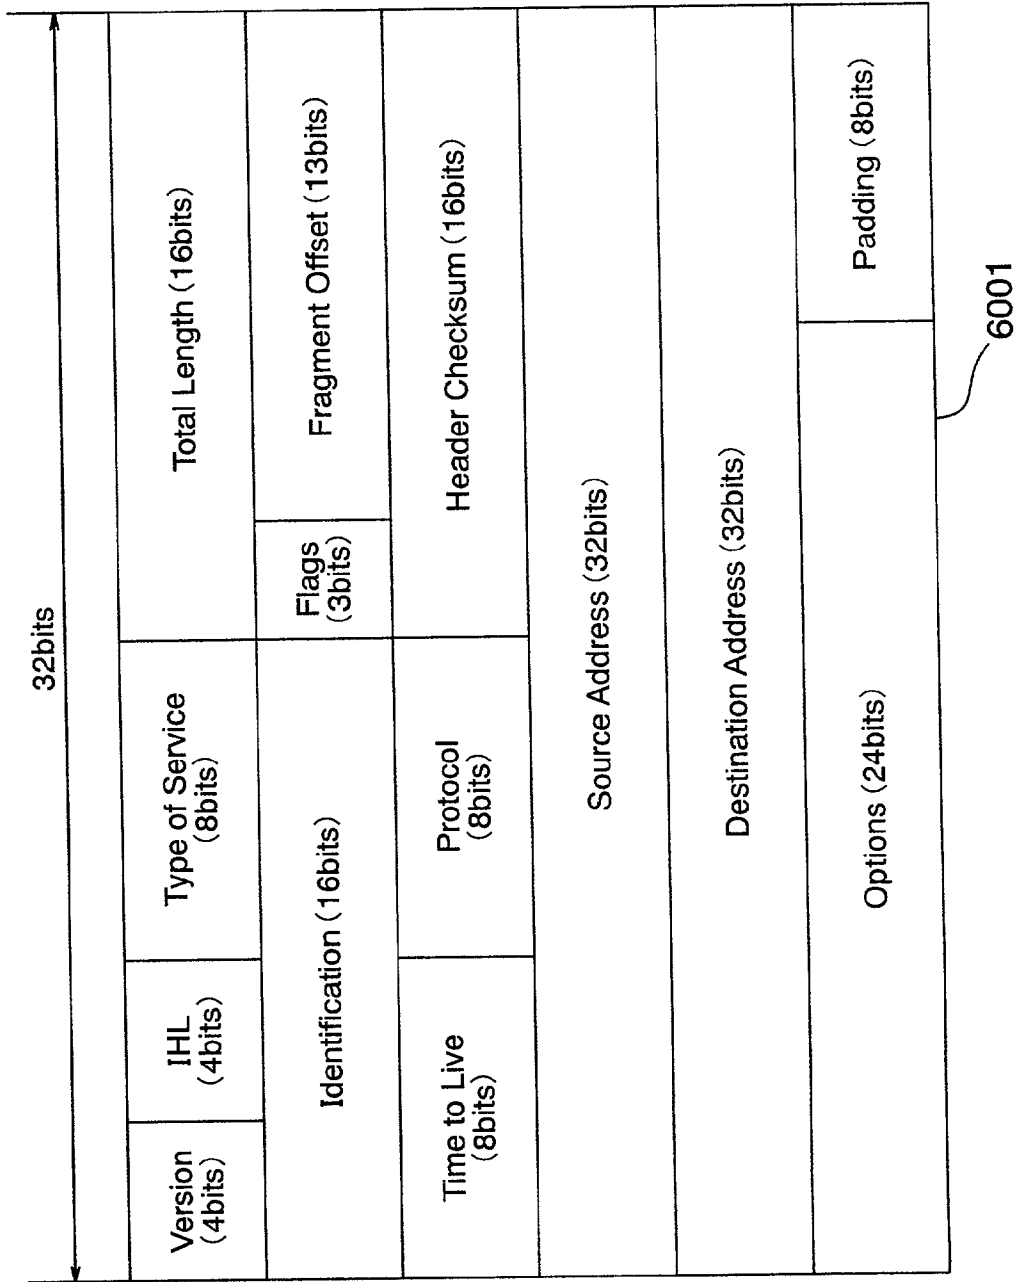 32bits
Version
(4bits)
IHL
(4bits)
Type of Service
(8bits)
Total Length (16bits)
Identification (16bits)
Flags
(3bits)
Fragment Offset (13bits)
Time to Live
(8bits)
Protocol
(8bits)
Header Checksum (16bits)
Source Address (32bits)
Destination Address (32bits)
Options (24bits)
Padding (8bits)
6001